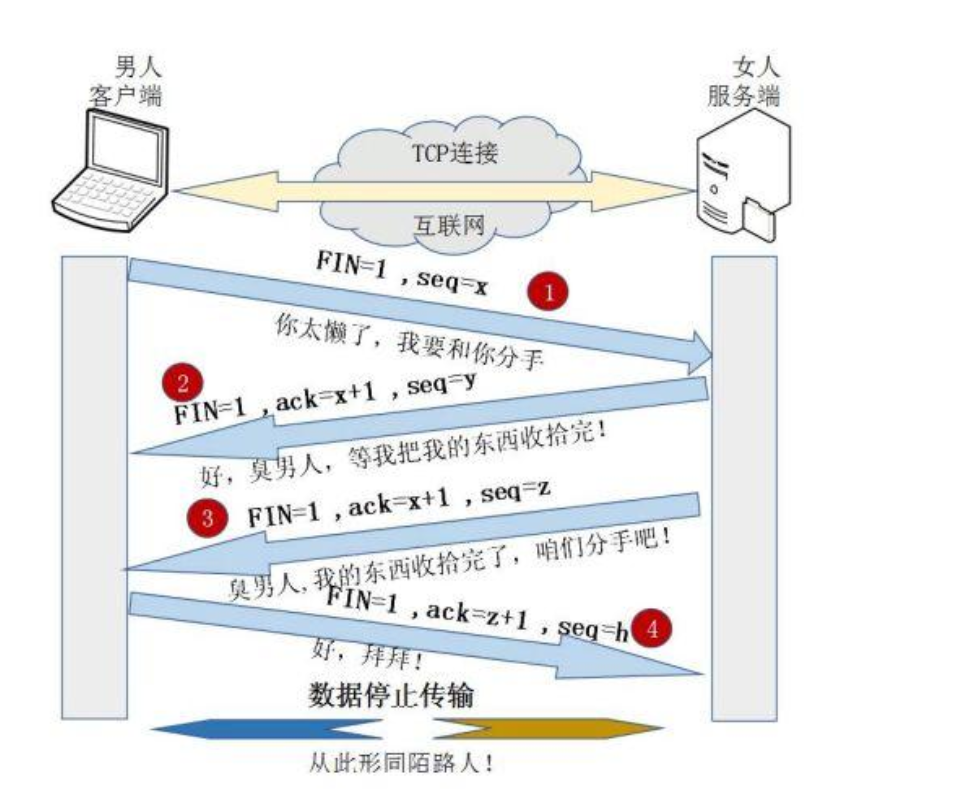 男人
客户端
女人
服务端
TCP连接
互联网
FIN=1 ,seq=x
1
你太懒了，我要和你分手
2
FIN=1 ,ack=x+1 ,seq=y
好，臭男人，等我把我的东西收拾完！
3
FIN=1 ,ack=x+1 ,seq=z
臭男人,我的东西收拾完了，咱们分手吧！
FIN=1 ,ack=z+1 ,seq=h
4
好，拜拜！
数据停止传输
从此形同陌路人！